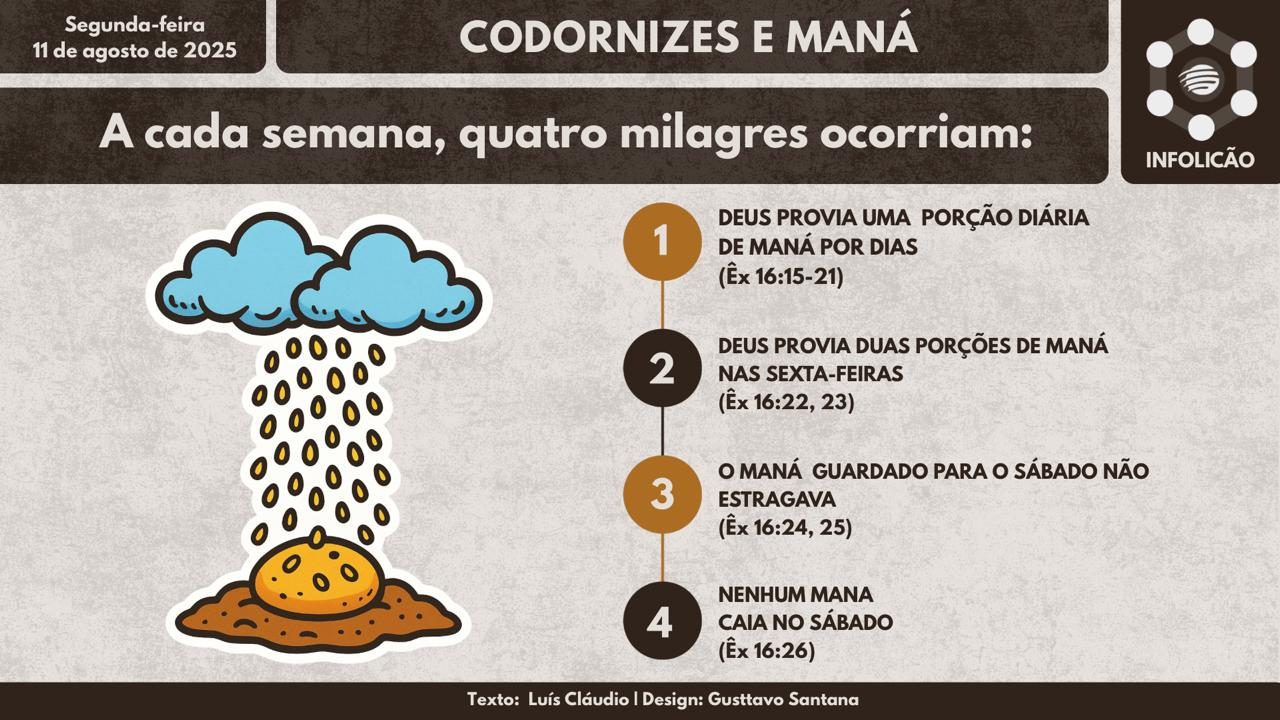 Segunda-feira
11 de agosto de 2025
CODORNIZES E MANÁ
INFOLICÃO
A cada semana, quatro milagres ocorriam:
1
DEUS PROVIA UMA PORÇÃO DIÁRIA
DE MANÁ POR DIAS
(Êx 16:15-21)
2
DEUS PROVIA DUAS PORÇÕES DE MANÁ
NAS SEXTA-FEIRAS
(Êx 16:22, 23)
3
O MANÁ GUARDADO PARA O SÁBADO NÃO
ESTRAGAVA
(Êx 16:24, 25)
4
NENHUM MANA
CAIA NO SÁBADO
(Êx 16:26)
Texto: Luís Cláudio | Design: Gusttavo Santana